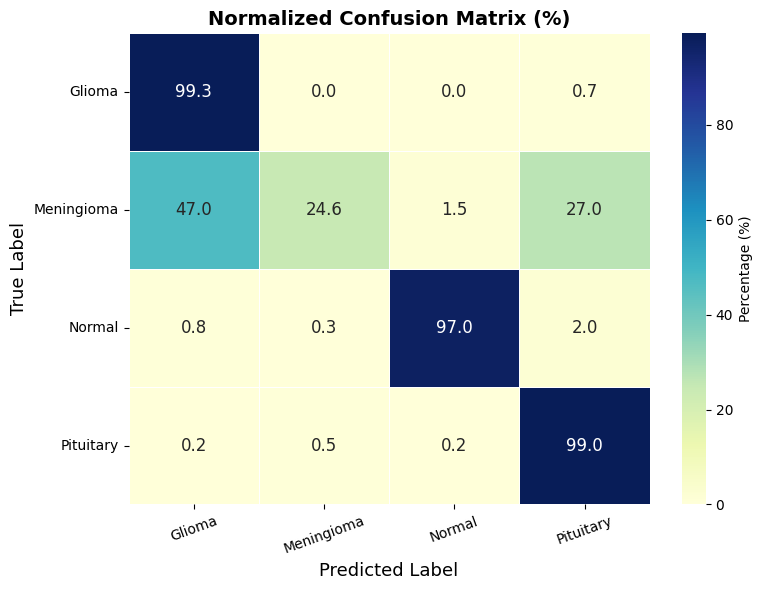 Normalized Confusion Matrix (%)
True Label
Glioma 99.3 0.0 0.0 0.7
Meningioma 47.0 24.6 1.5 27.0
Normal 0.8 0.3 97.0 2.0
Pituitary 0.2 0.5 0.2 99.0
Glioma Meningioma Normal Pituitary
Predicted Label
80
60
40
20
0
Percentage (%)